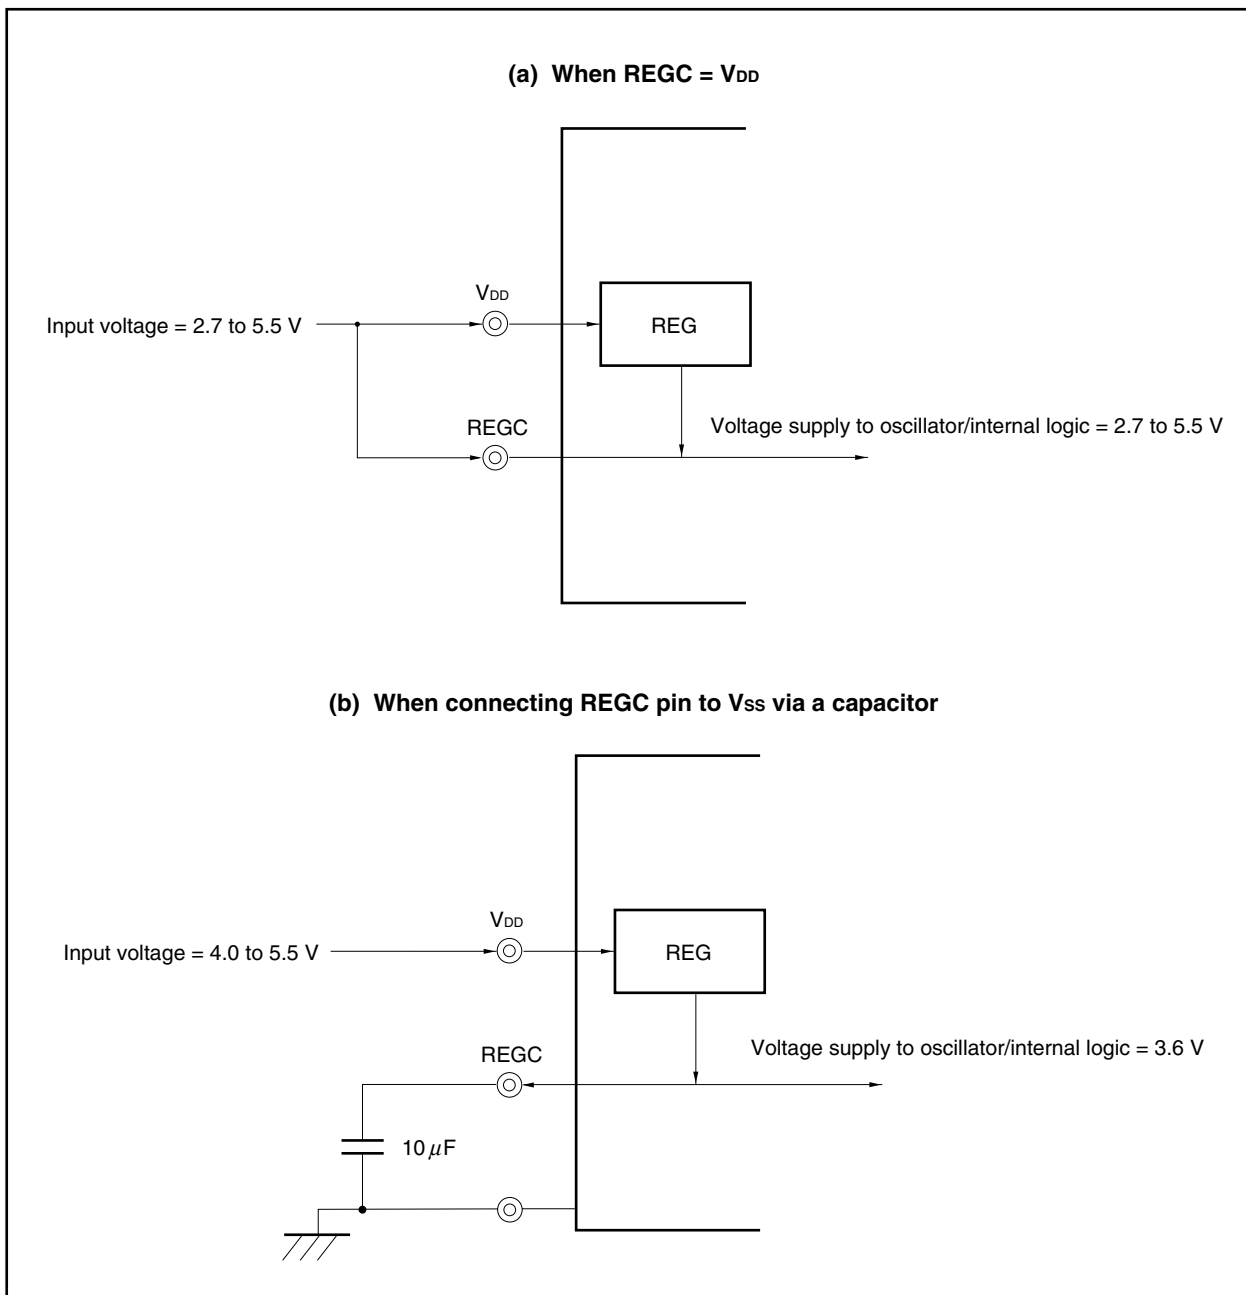 (a) When REGC = VDD
VDD
Input voltage = 2.7 to 5.5 V
REG
REGC
Voltage supply to oscillator/internal logic = 2.7 to 5.5 V
(b) When connecting REGC pin to VSS via a capacitor
VDD
Input voltage = 4.0 to 5.5 V
REG
REGC
Voltage supply to oscillator/internal logic = 3.6 V
10 μF